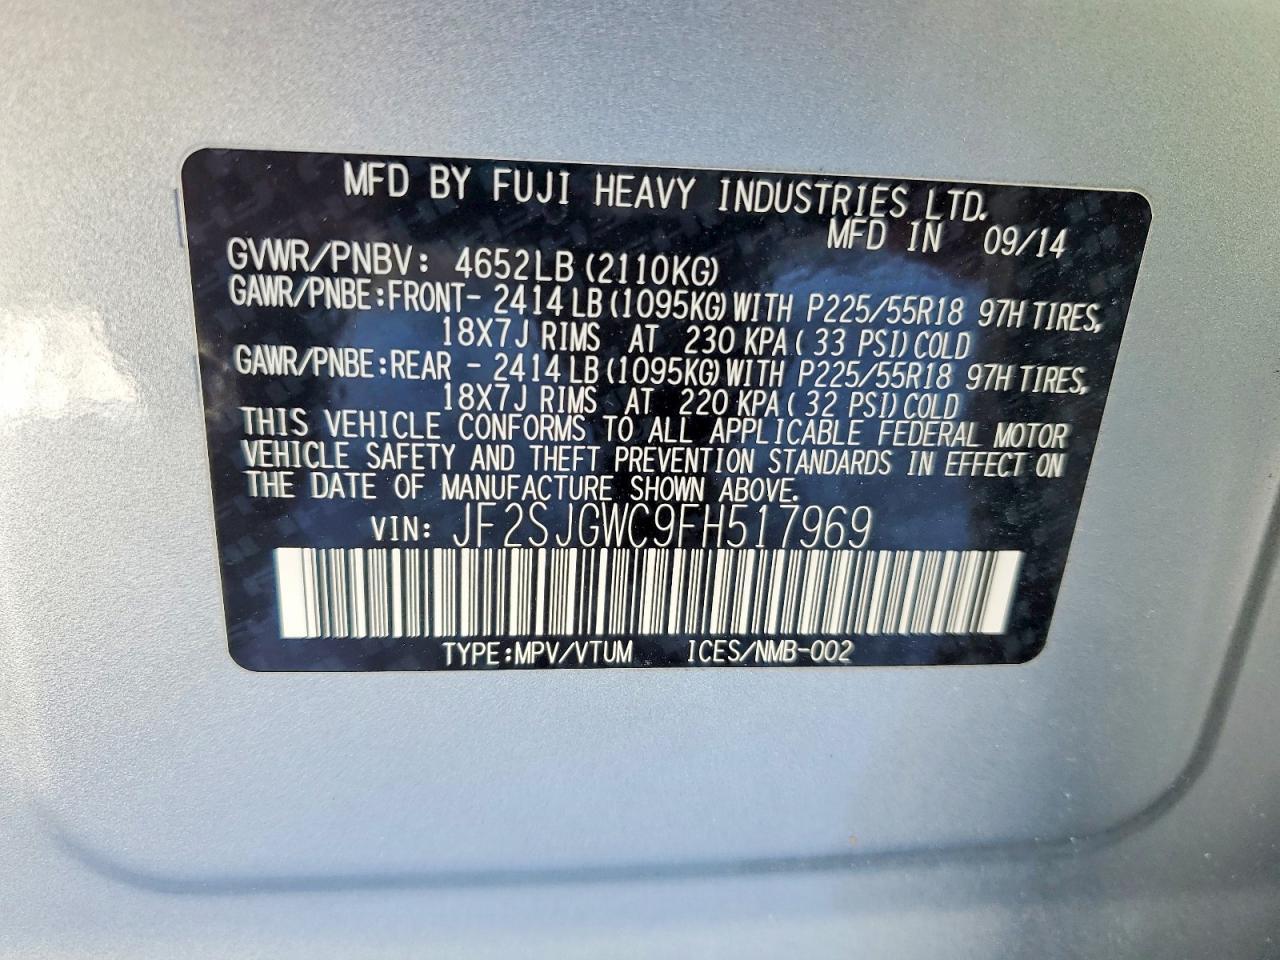 MFD BY FUJI HEAVY INDUSTRIES LTD.
MFD IN 09/14
GVWR/PNBV: 4652LB (2110KG)
GAWR/PNBE:FRONT- 2414 LB (1095KG) WITH P225/55R18 97H TIRES,
18X7J RIMS AT 230 KPA ( 33 PSI) COLD
GAWR/PNBE:REAR - 2414 LB (1095KG) WITH P225/55R18 97H TIRES,
18X7J RIMS AT 220 KPA ( 32 PSI) COLD
THIS VEHICLE CONFORMS TO ALL APPLICABLE FEDERAL MOTOR
VEHICLE SAFETY AND THEFT PREVENTION STANDARDS IN EFFECT ON
THE DATE OF MANUFACTURE SHOWN ABOVE.
VIN: JF2SJGWC9FH517969
TYPE:MPV/VTUM ICES/NMB-002